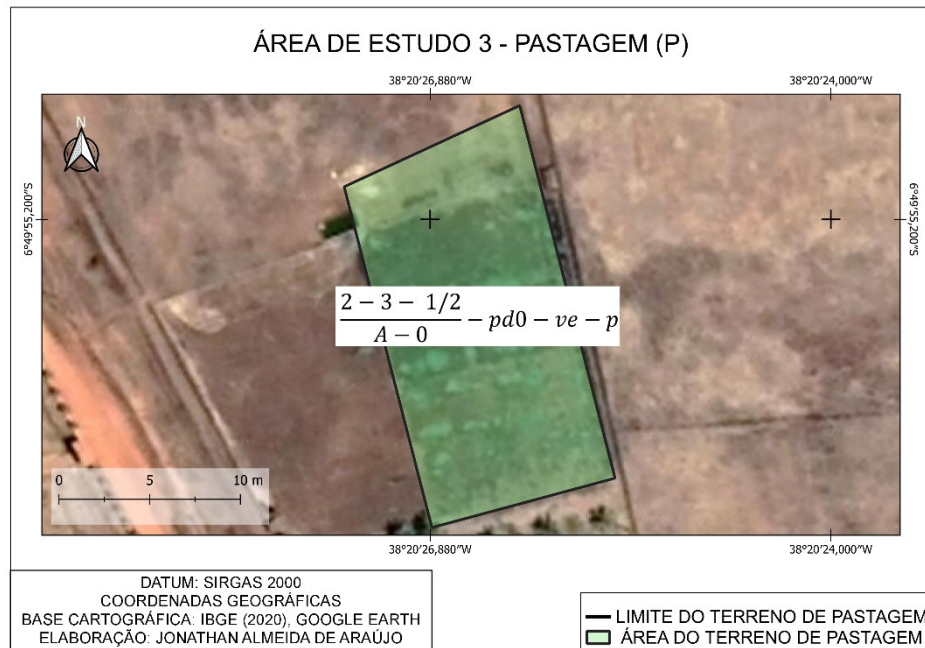 ÁREA DE ESTUDO 3 - PASTAGEM (P)
38°20'26,880"W
38°20'24,000"W
N
6°49'55,200"S
6°49'55,200"S
2 − 3 − 1/2
A − 0
− pd0 − ve − p
0 5 10 m
38°20'26,880"W
38°20'24,000"W
DATUM: SIRGAS 2000
COORDENADAS GEOGRÁFICAS
BASE CARTOGRÁFICA: IBGE (2020), GOOGLE EARTH
ELABORAÇÃO: JONATHAN ALMEIDA DE ARAÚJO
LIMITE DO TERRENO DE PASTAGEM
ÁREA DO TERRENO DE PASTAGEM